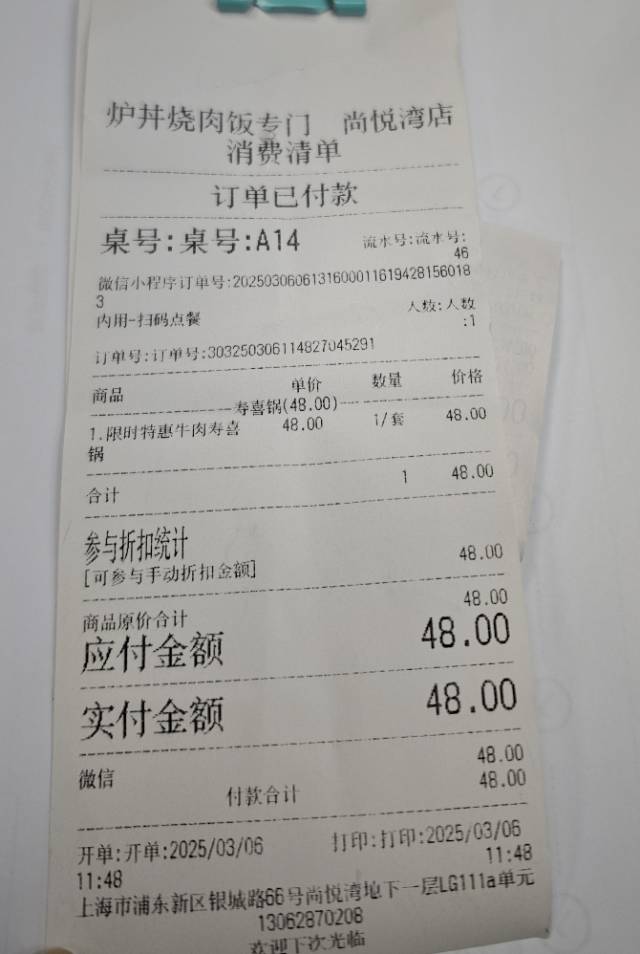 炉丼烧肉饭专门 尚悦湾店
消费清单
订单已付款
桌号:桌号:A14 流水号:流水号:
46
微信小程序订单号:2025030606131600011619428156018
3
内用-扫码点餐 人数:人数
:1
订单号:订单号:303250306114827045291
商品 单价 数量 价格
寿喜锅(48.00)
1.限时特惠牛肉寿喜 48.00 1/套 48.00
锅
合计 1 48.00
参与折扣统计
[可参与手动折扣金额] 48.00
商品原价合计 48.00
应付金额 48.00
实付金额 48.00
微信 48.00
付款合计 48.00
开单:开单:2025/03/06 打印:打印:2025/03/06
11:48 11:48
上海市浦东新区银城路66号尚悦湾地下一层LG111a单元
13062870208
欢迎下次光临